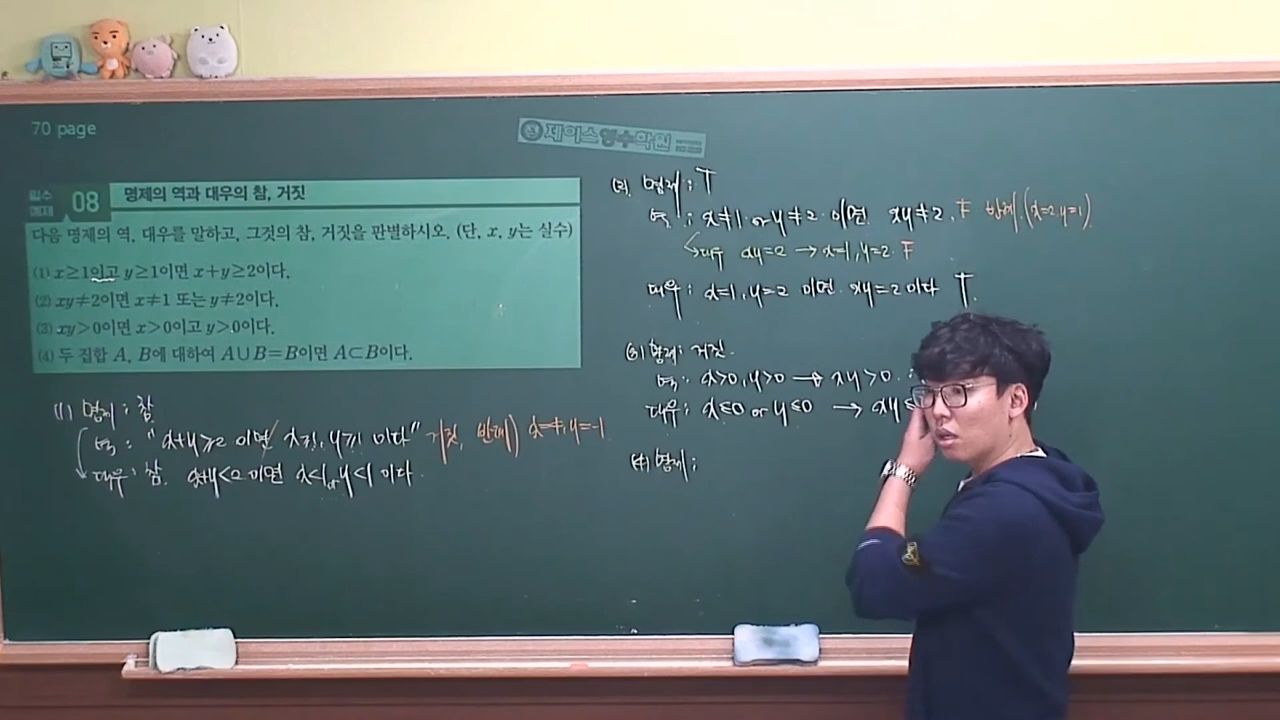 70 page
제이스영수학원
필수 예제 08 명제의 역과 대우의 참, 거짓
다음 명제의 역, 대우를 말하고, 그것의 참, 거짓을 판별하시오. (단, x, y는 실수)
(1) x≥1이고 y≥1이면 x+y≥2이다.
(2) xy≠2이면 x≠1 또는 y≠2이다.
(3) xy>0이면 x>0이고 y>0이다.
(4) 두 집합 A, B에 대하여 A∪B=B이면 A⊂B이다.
(1) 명제: 참
역: "x+y≥2 이면 x≥1, y≥1 이다" 거짓, 반례)
대우: 참. x+y<2 이면 x<1 or y<1 이다.
(2) 명제: T
역: x≠1 or y≠2 이면 xy≠2. F 반례 (x=2, y=1)
대우 xy=2 → x=1, y=2 F
대우: x=1, y=2 이면 xy=2 이다 T.
(3) 명제: 거짓.
역: x>0, y>0 → xy>0.
대우: x≤0 or y≤0 → xy≤
(4) 명제: